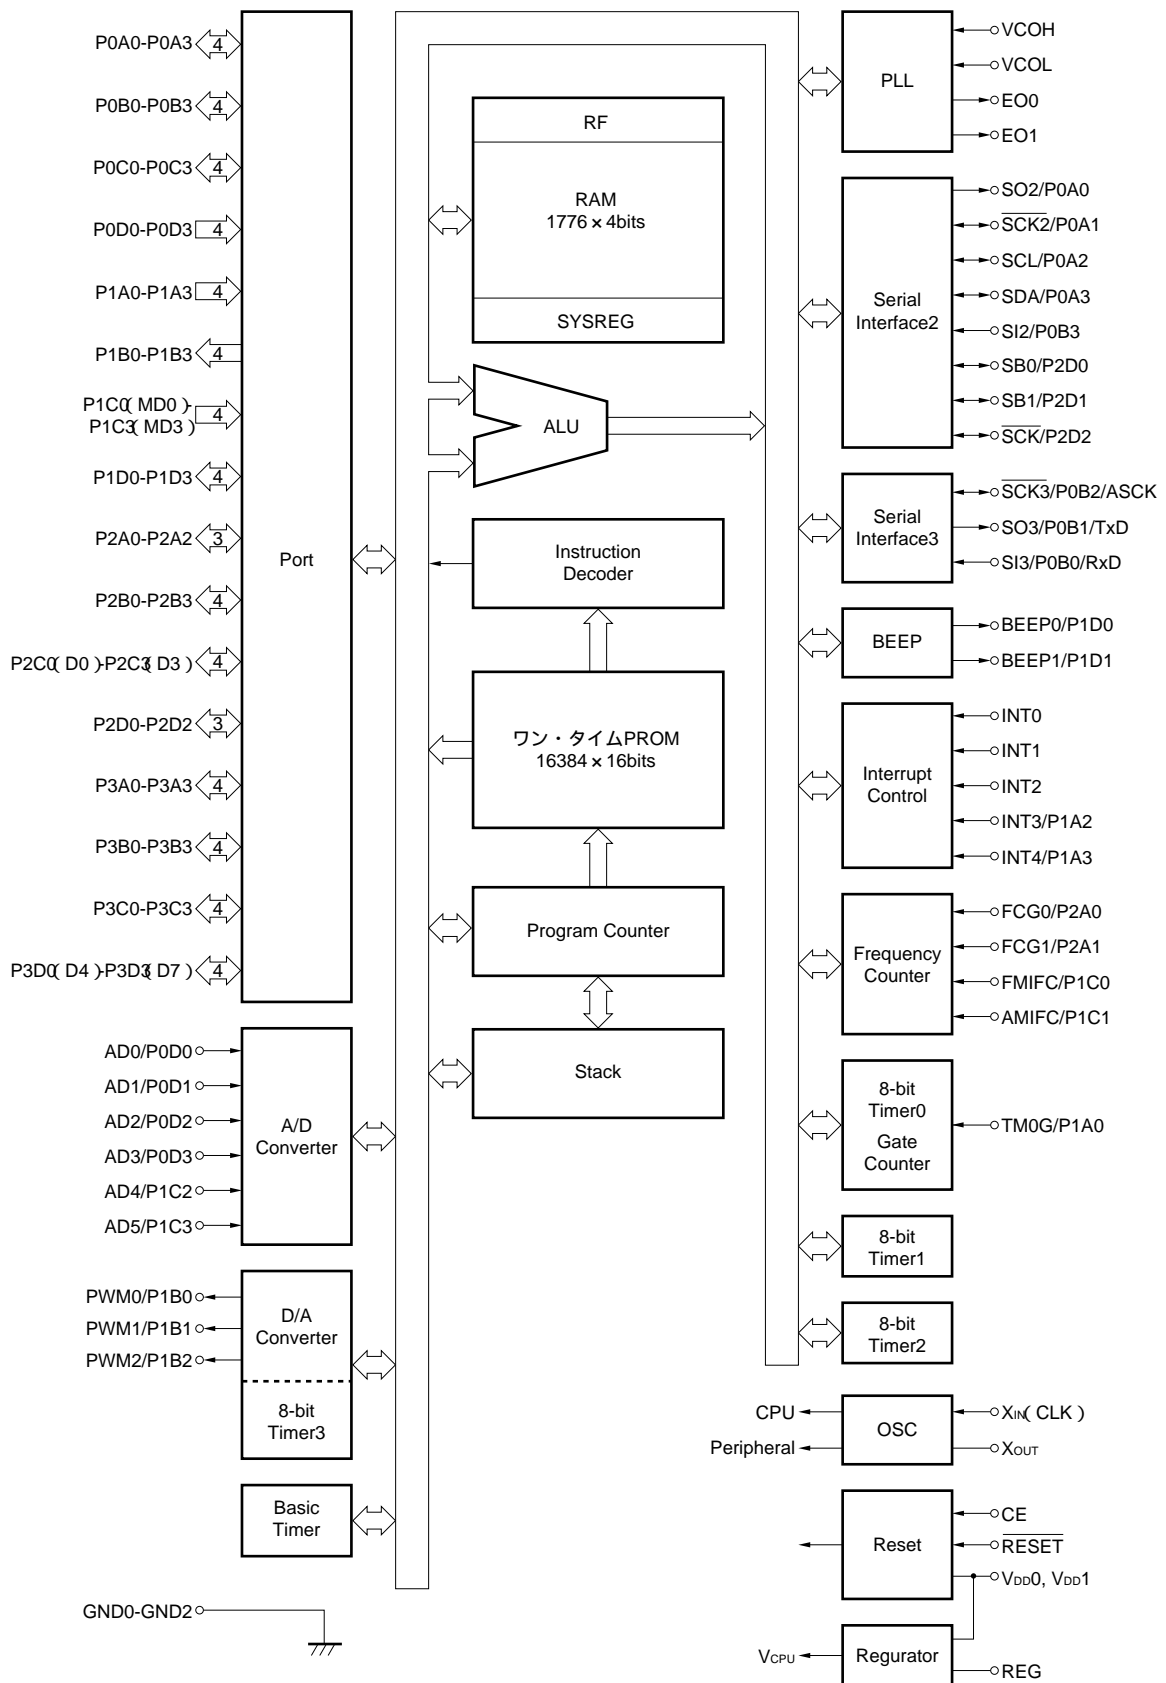 P0A0-P0A3
4
P0B0-P0B3
4
P0C0-P0C3
4
P0D0-P0D3
4
P1A0-P1A3
4
P1B0-P1B3
4
P1C0(MD0)-
P1C3(MD3)
4
P1D0-P1D3
4
P2A0-P2A2
3
P2B0-P2B3
4
P2C0(D0)-P2C3(D3)
4
P2D0-P2D2
3
P3A0-P3A3
4
P3B0-P3B3
4
P3C0-P3C3
4
P3D0(D4)-P3D3(D7)
4
Port
AD0/P0D0
AD1/P0D1
AD2/P0D2
AD3/P0D3
AD4/P1C2
AD5/P1C3
A/D
Converter
PWM0/P1B0
PWM1/P1B1
PWM2/P1B2
D/A
Converter
8-bit
Timer3
Basic
Timer
GND0-GND2
RF
RAM
1776×4bits
SYSREG
ALU
Instruction
Decoder
ワン・タイムPROM
16384×16bits
Program Counter
Stack
PLL
VCOH
VCOL
EO0
EO1
Serial
Interface2
SO2/P0A0
S̅C̅K̅2̅/P0A1
SCL/P0A2
SDA/P0A3
SI2/P0B3
SB0/P2D0
SB1/P2D1
S̅C̅K̅/P2D2
Serial
Interface3
S̅C̅K̅3̅/P0B2/ASCK
SO3/P0B1/TxD
SI3/P0B0/RxD
BEEP
BEEP0/P1D0
BEEP1/P1D1
Interrupt
Control
INT0
INT1
INT2
INT3/P1A2
INT4/P1A3
Frequency
Counter
FCG0/P2A0
FCG1/P2A1
FMIFC/P1C0
AMIFC/P1C1
8-bit
Timer0
Gate
Counter
TM0G/P1A0
8-bit
Timer1
8-bit
Timer2
CPU
Peripheral
OSC
XIN(CLK)
XOUT
Reset
CE
R̅E̅S̅E̅T̅
VDD0, VDD1
VCPU
Regurator
REG